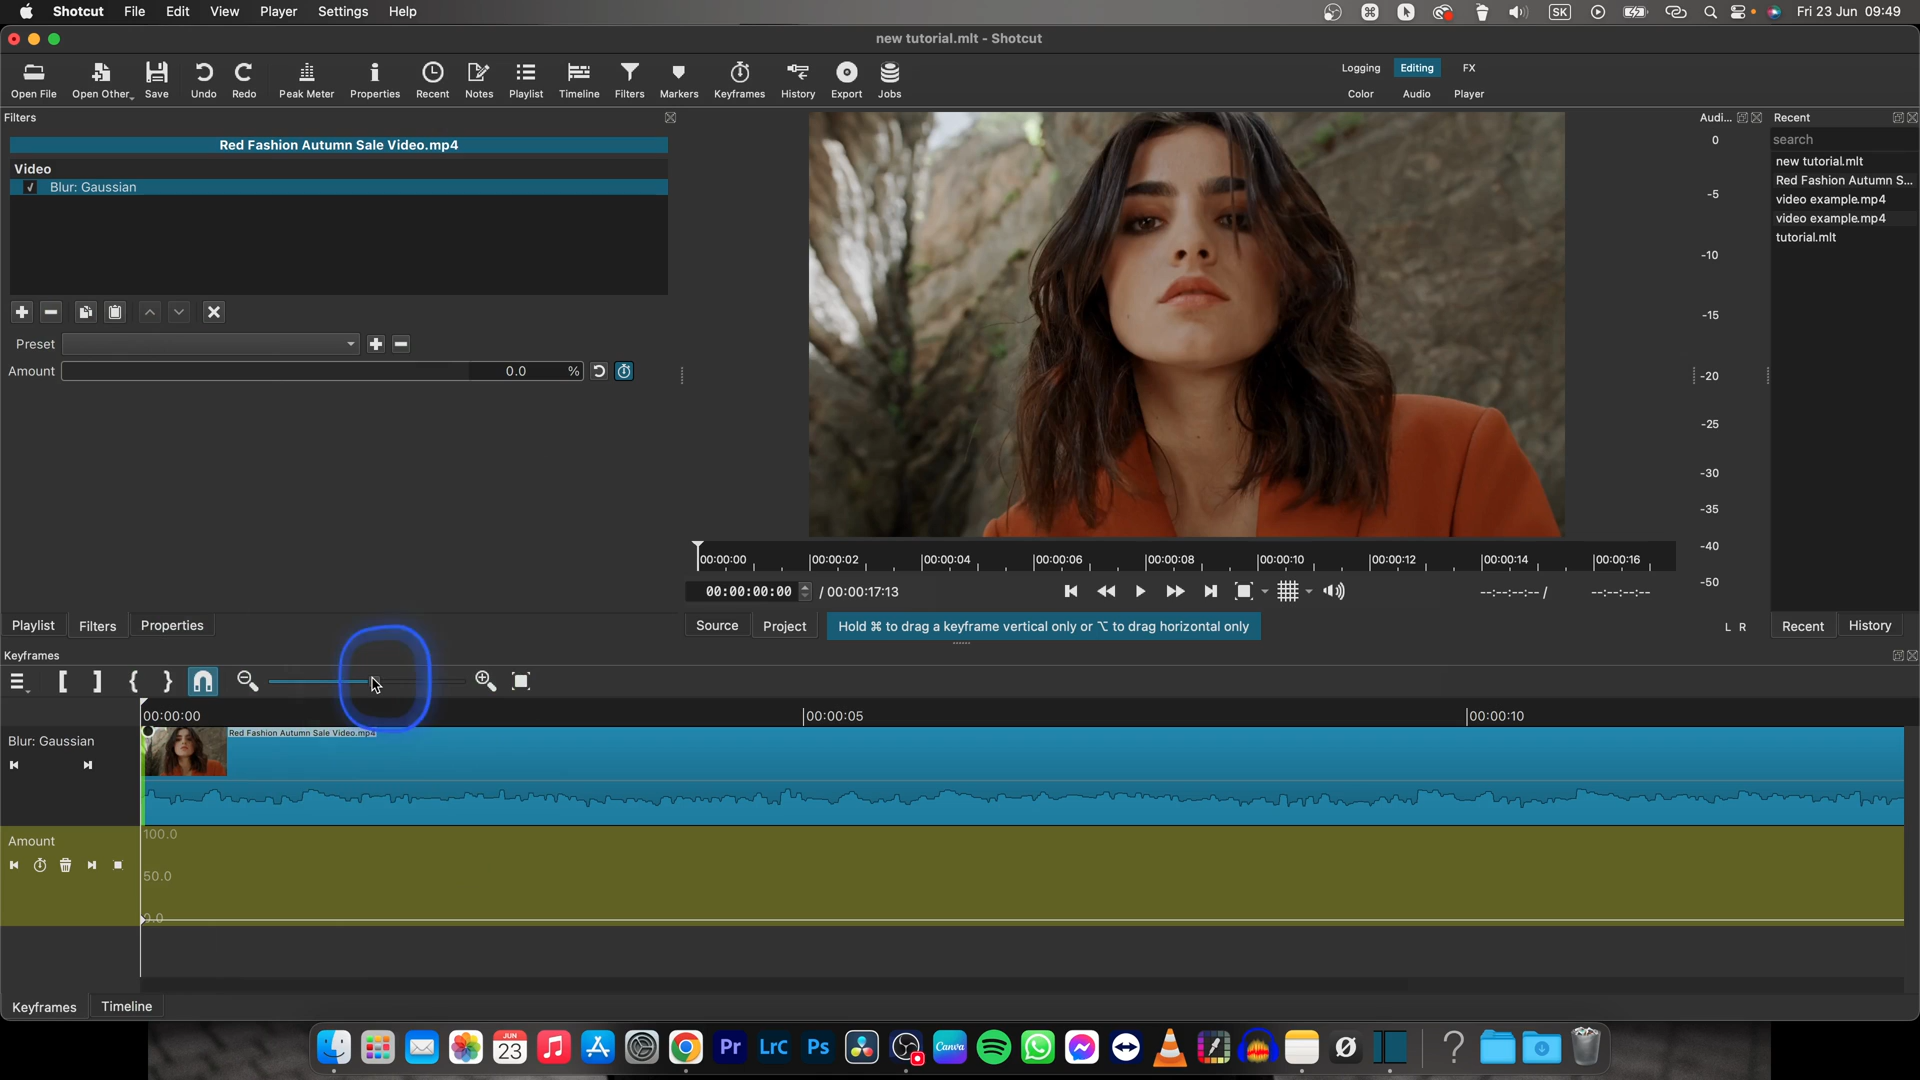 Shotcut File Edit View Player Settings Help
SK Fri 23 Jun 09:49
new tutorial.mlt - Shotcut
Open File Open Other Save Undo Redo Peak Meter Properties Recent Notes Playlist Timeline Filters Markers Keyframes History Export Jobs
Logging Editing FX
Color Audio Player
Filters
Red Fashion Autumn Sale Video.mp4
Video
Blur: Gaussian
Preset
Amount 0.0 %
Audi...
0
-5
-10
-15
-20
-25
-30
-35
-40
-50
L R
Recent
search
new tutorial.mlt
Red Fashion Autumn S...
video example.mp4
video example.mp4
tutorial.mlt
00:00:00 00:00:02 00:00:04 00:00:06 00:00:08 00:00:10 00:00:12 00:00:14 00:00:16
00:00:00:00 / 00:00:17:13 --:--:--:-- / --:--:--:--
Playlist Filters Properties
Source Project Hold ⌘ to drag a keyframe vertical only or ⌥ to drag horizontal only
Recent History
Keyframes
00:00:00 00:00:05 00:00:10
Blur: Gaussian
Red Fashion Autumn Sale Video.mp4
Amount
100.0
50.0
0.0
Keyframes Timeline
JUN
23
Pr LrC Ps Canva